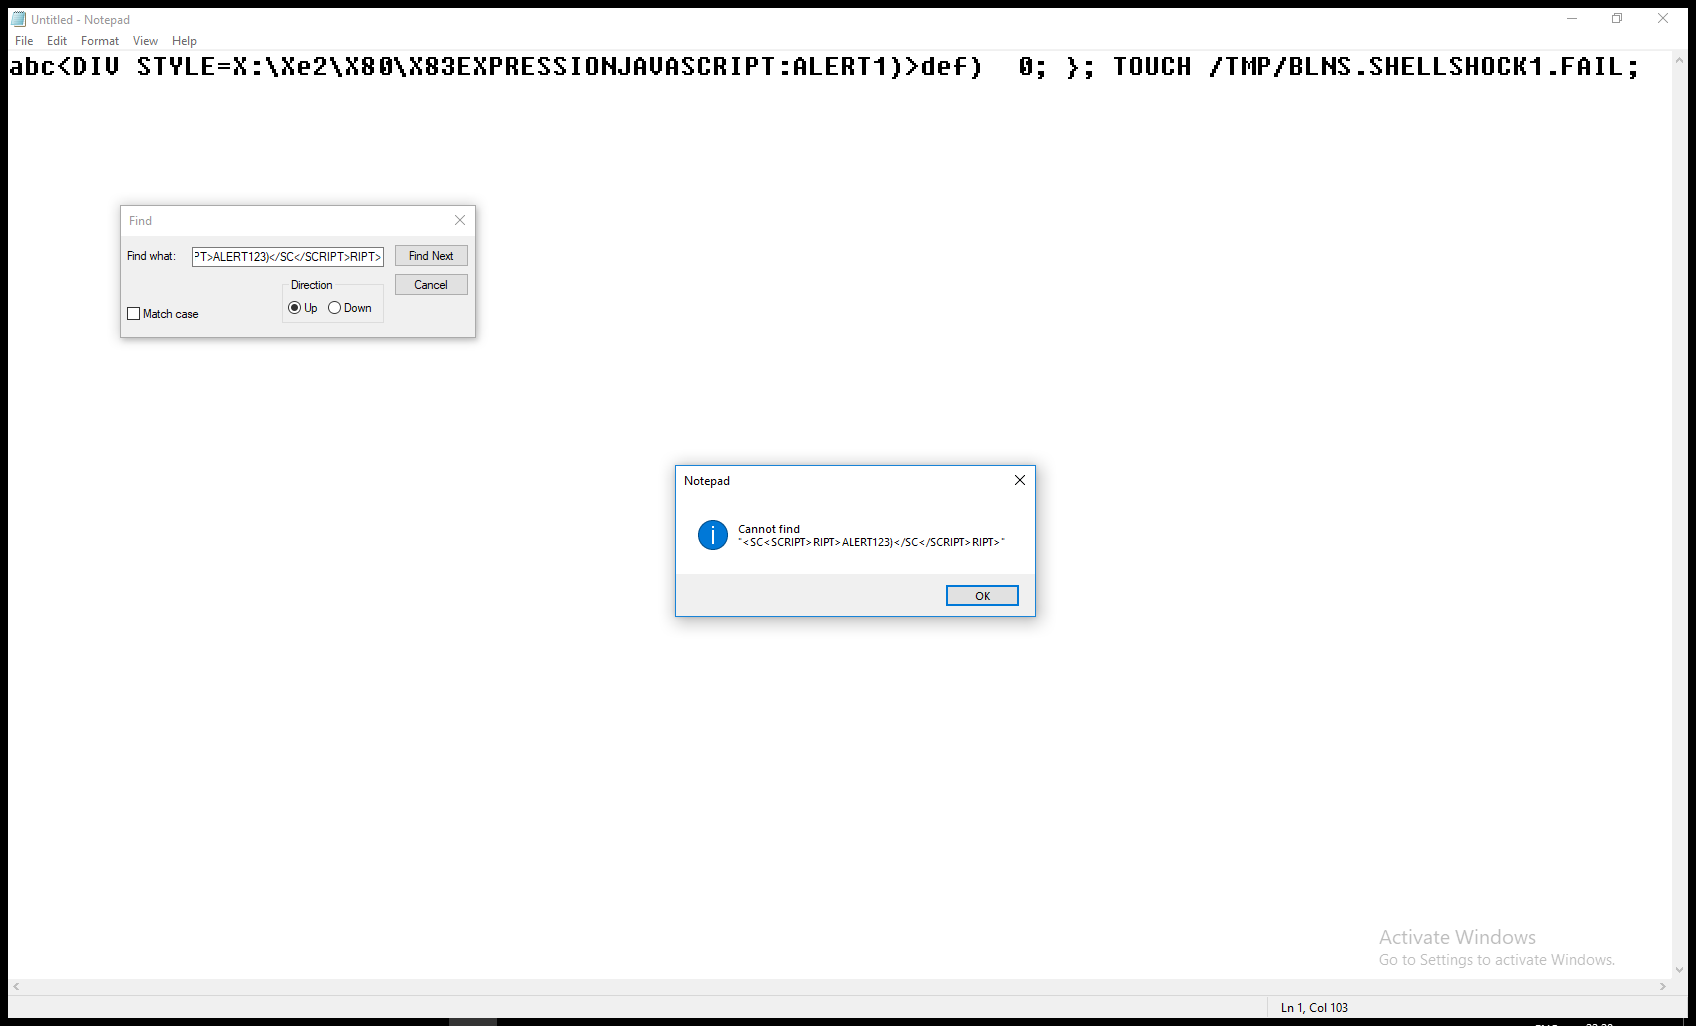 Untitled - Notepad
File Edit Format View Help
abc<DIV STYLE=X:\Xe2\X80\X83EXPRESSIONJAVASCRIPT:ALERT1)>def)  0; }; TOUCH /TMP/BLNS.SHELLSHOCK1.FAIL;
Find
Find what: PT>ALERT123)</SC</SCRIPT>RIPT> Find Next
Direction Cancel
Up Down
Match case
Notepad
Cannot find
"<SC<SCRIPT>RIPT>ALERT123)</SC</SCRIPT>RIPT>"
OK
Activate Windows
Go to Settings to activate Windows.
Ln 1, Col 103